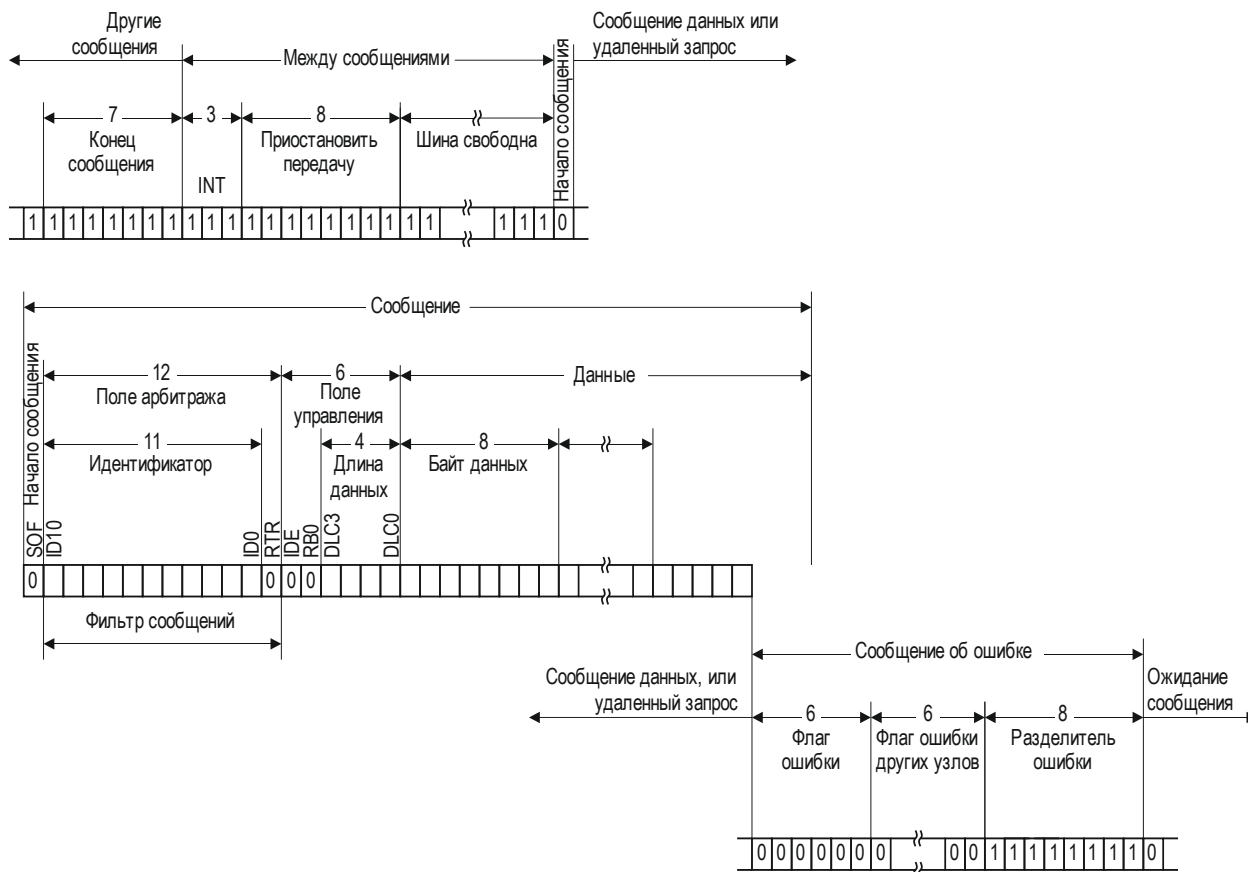 Другие
сообщения
Между сообщениями
Сообщение данных или
удаленный запрос
Начало сообщения
7
3
8
Конец
сообщения
Приостановить
передачу
Шина свободна
INT
1 1 1 1 1 1 1 1 1 1 1 1 1 1 1 1 1 1 1 1 1 1 1 1 0
Сообщение
Начало сообщения
12
6
Данные
Поле арбитража
Поле
управления
11
4
8
Идентификатор
Длина
данных
Байт данных
SOF
ID10
ID0
RTR
IDE
RB0
DLC3
DLC0
0 0 0 0
Фильтр сообщений
Сообщение об ошибке
Сообщение данных, или
удаленный запрос
Ожидание
сообщения
6
6
8
Флаг
ошибки
Флаг ошибки
других узлов
Разделитель
ошибки
0 0 0 0 0 0 0 0 0 1 1 1 1 1 1 1 1 0